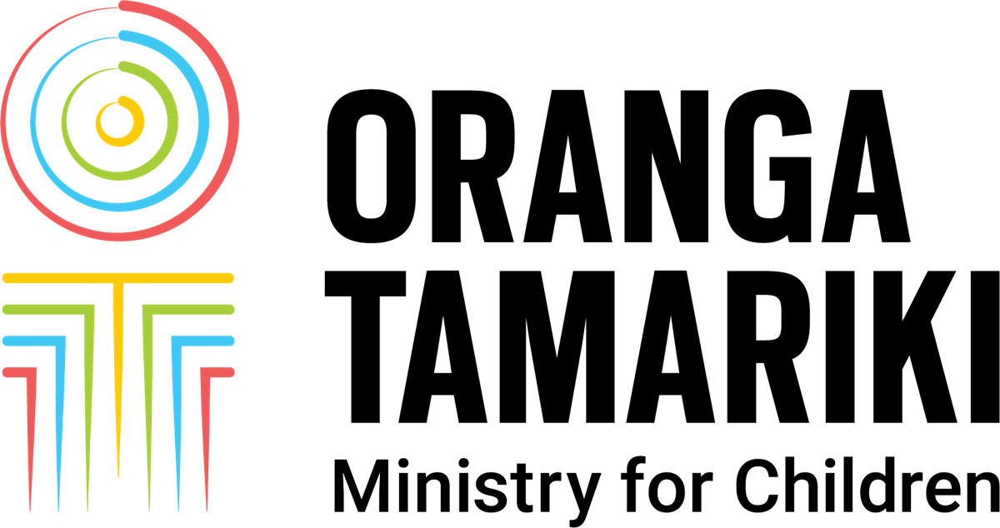 ORANGA
TAMARIKI
Ministry for Children